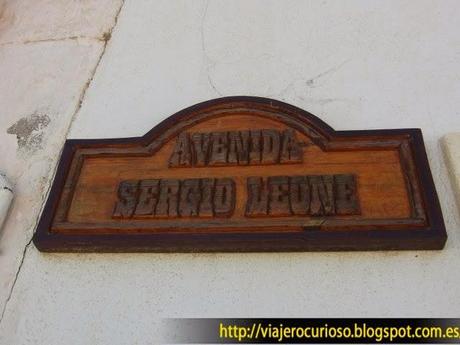 AVENIDA
SERGIO LEONE
http://viajerocurioso.blogspot.com.es